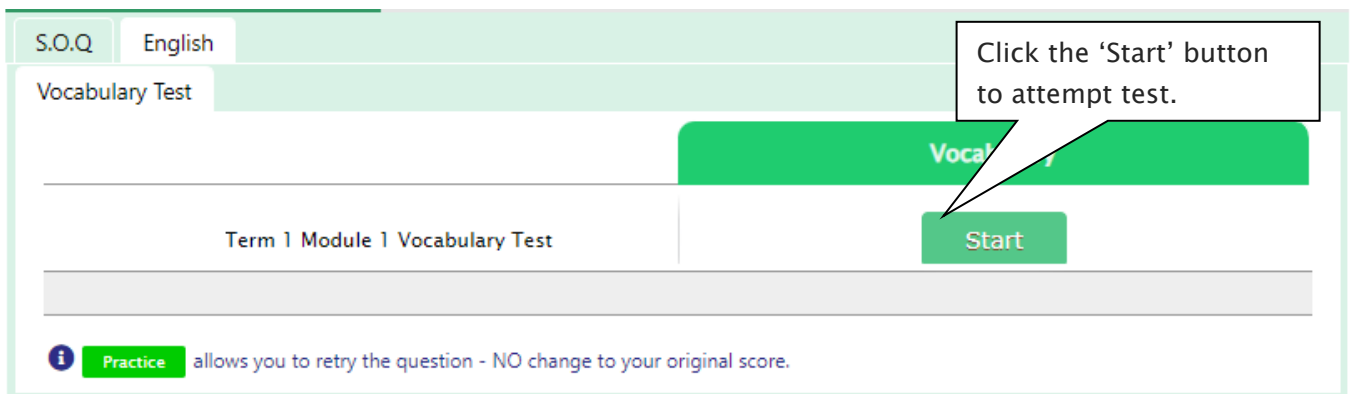 S.O.Q English
Click the ‘Start’ button
to attempt test.
Vocabulary Test
Term 1 Module 1 Vocabulary Test
Start
Practice allows you to retry the question - NO change to your original score.